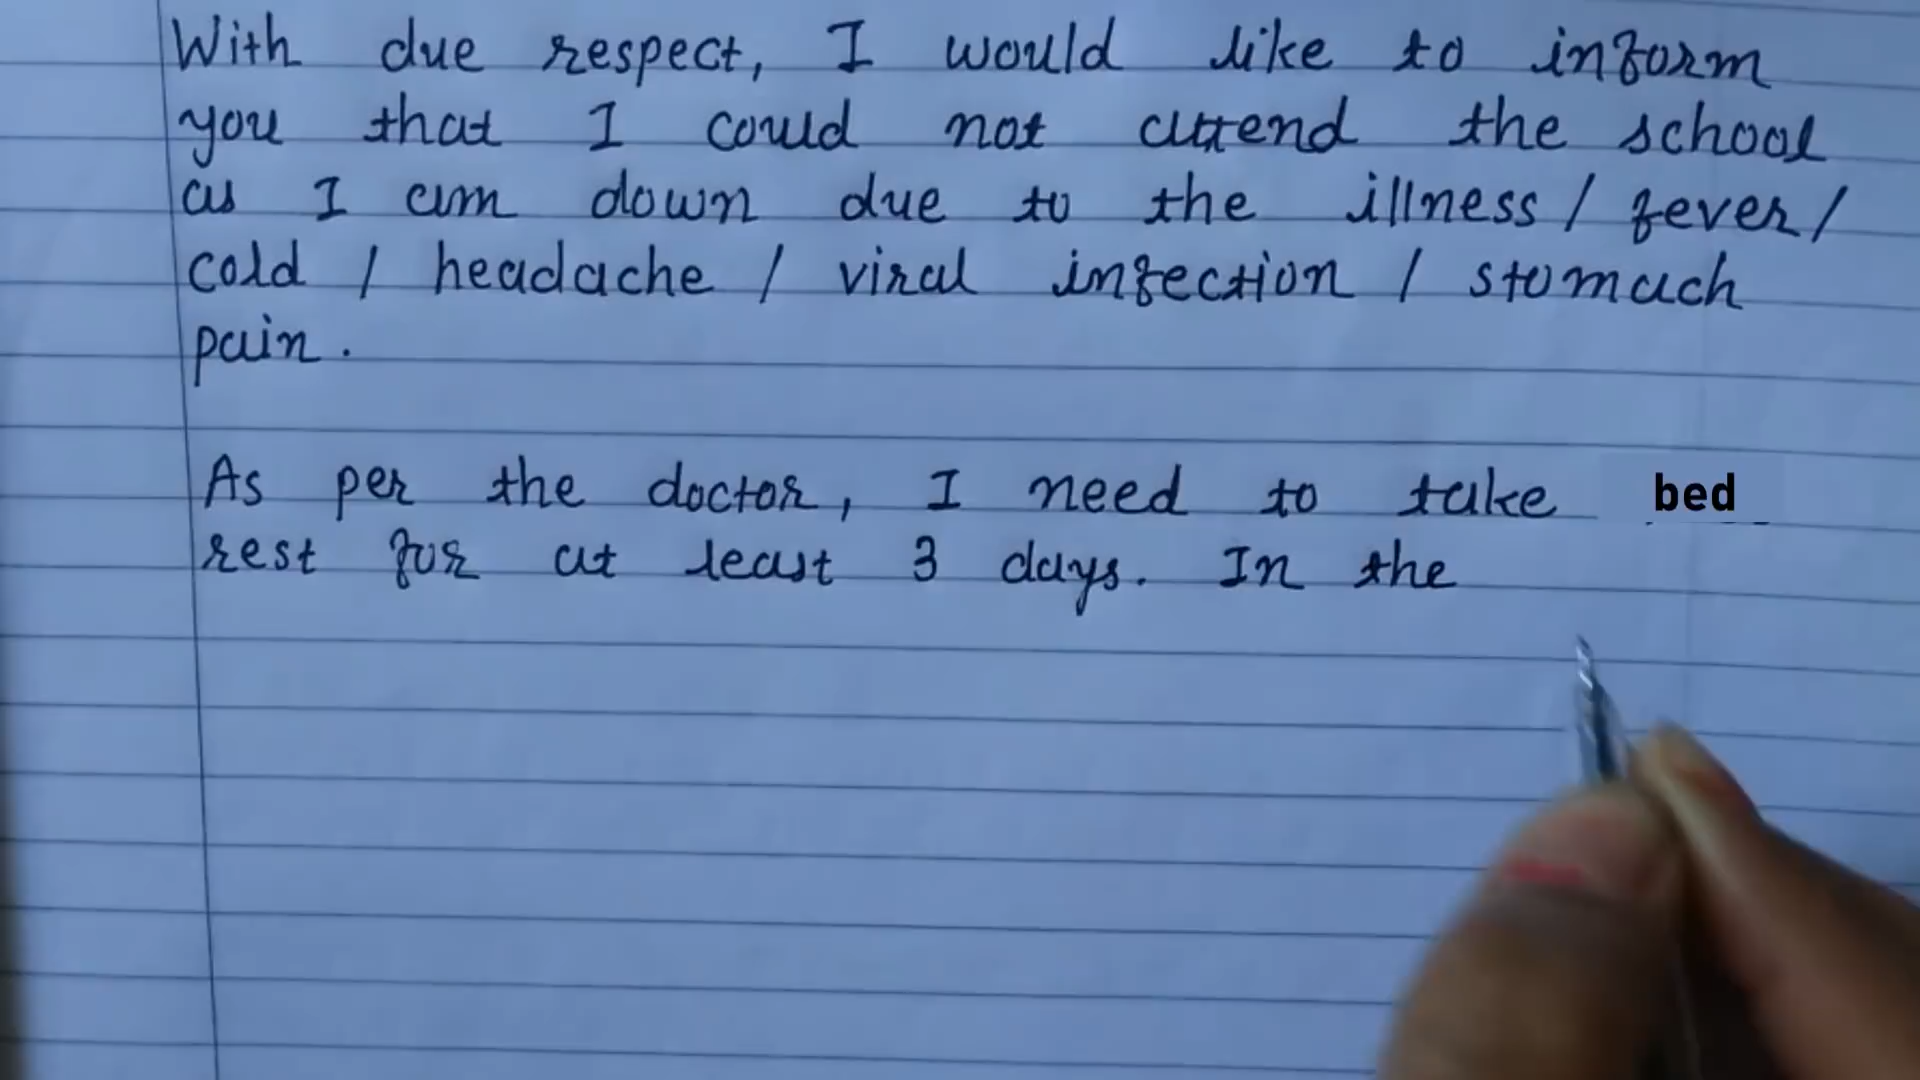 With due respect, I would like to inform
you that I could not attend the school
as I am down due to the illness / fever /
cold / headache / viral infection / stomach
pain.
As per the doctor, I need to take bed
rest for at least 3 days. In the